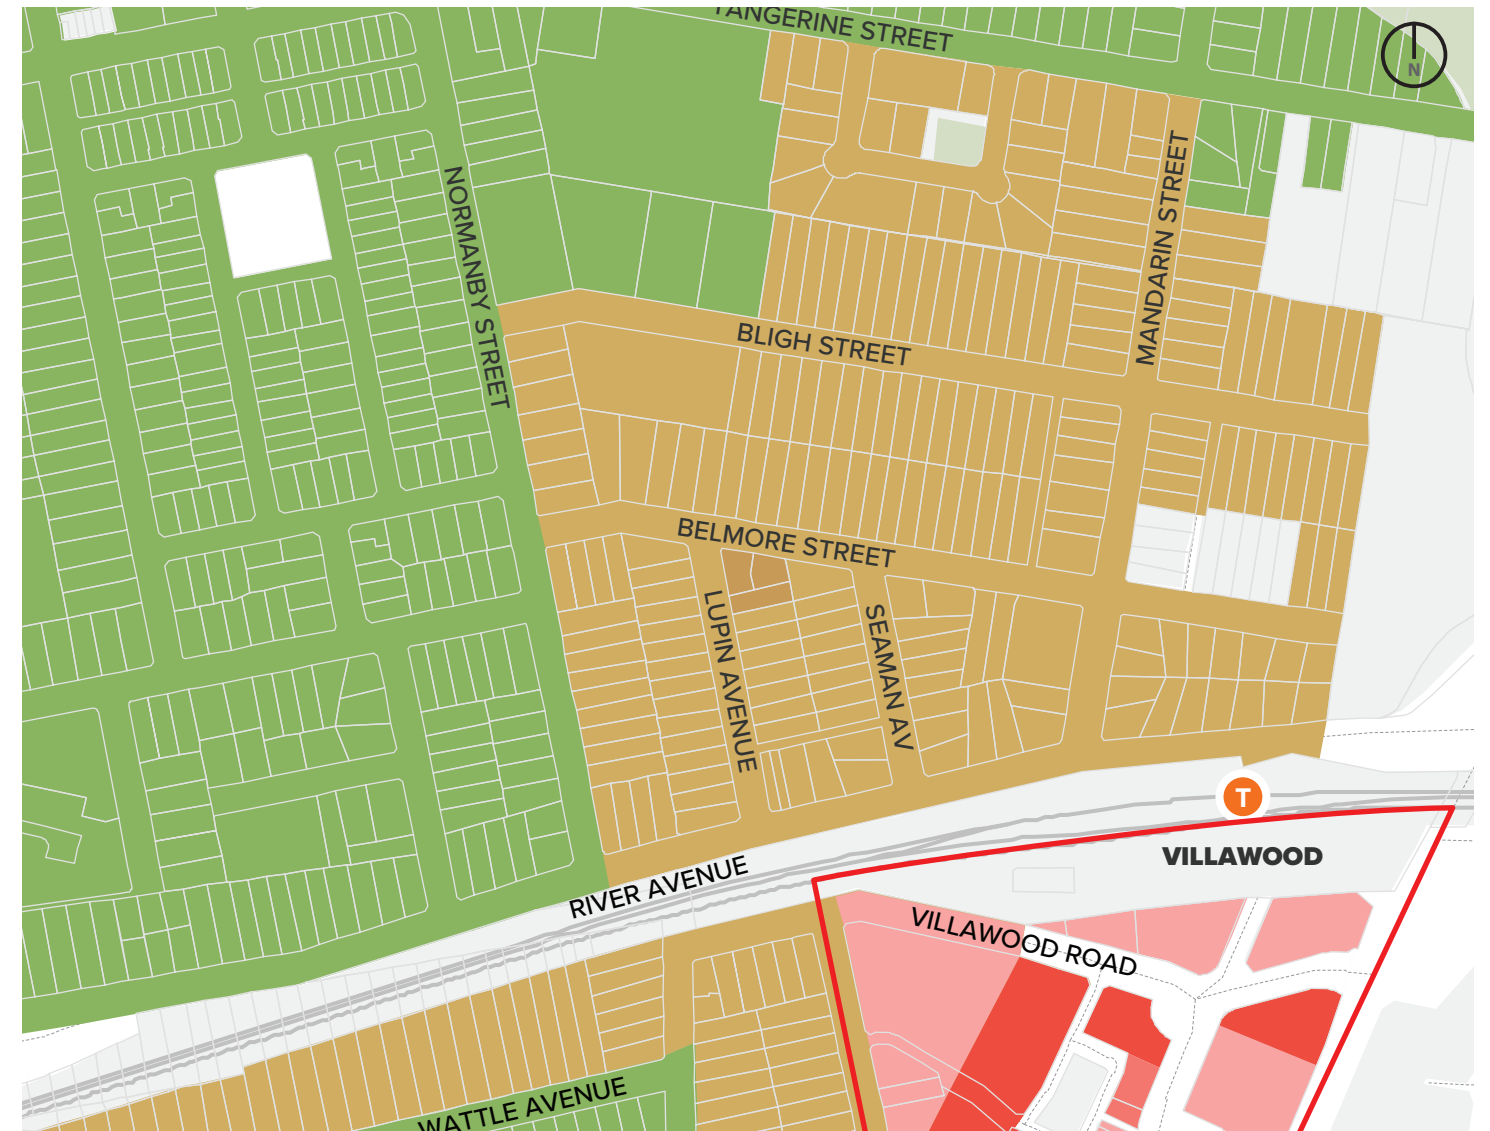 TANGERINE STREET
N
NORMANBY STREET
MANDARIN STREET
BLIGH STREET
BELMORE STREET
LUPIN AVENUE
SEAMAN AV
T
VILLAWOOD
RIVER AVENUE
VILLAWOOD ROAD
WATTLE AVENUE